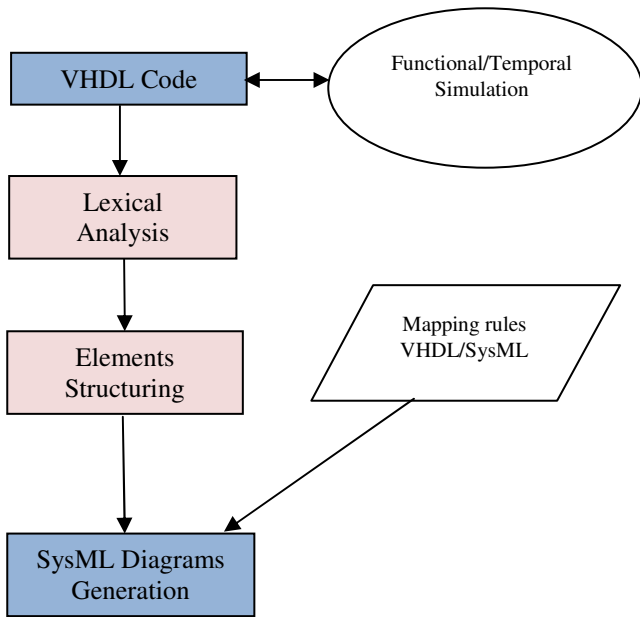 VHDL Code
Functional/Temporal
Simulation
Lexical
Analysis
Elements
Structuring
Mapping rules
VHDL/SysML
SysML Diagrams
Generation